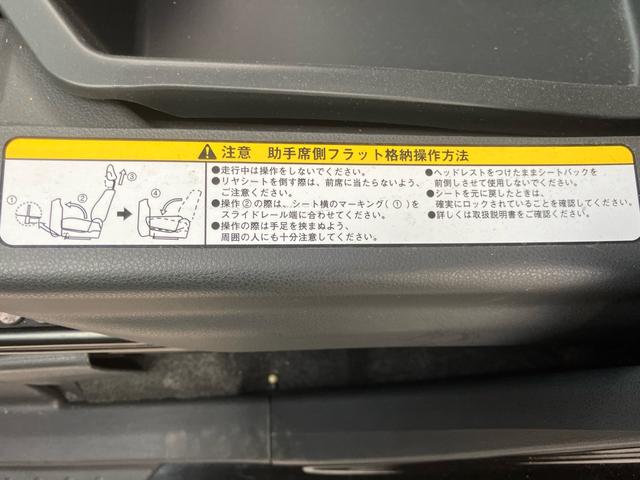 注意 助手席側フラット格納操作方法
① ② ③ ④
●走行中は操作をしないでください。
●リヤシートを倒す際は、前席に当たらないよう、
ご注意ください。
●操作②の際は、シート横のマーキング(①)を
スライドレール端に合わせてください。
●操作の際は手足を挟まぬよう、
周囲の人にも十分注意してください。
●ヘッドレストをつけたままシートバックを
前倒しさせて使用しないでください。
●シートを元に戻したときは、
確実にロックされていることを確認してください。
●詳しくは取扱説明書をご確認ください。